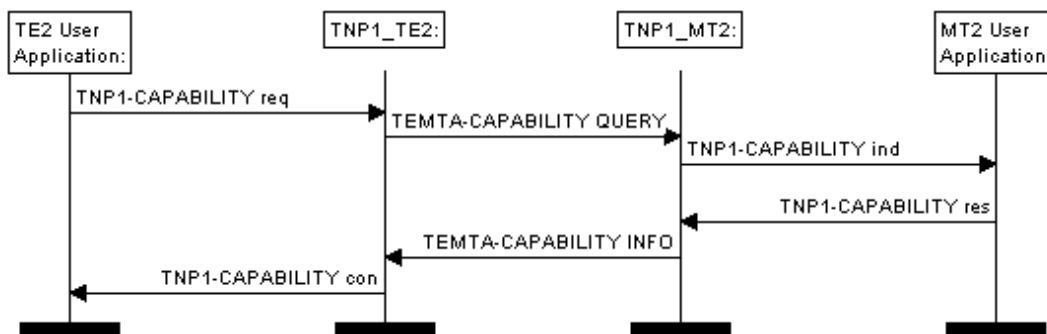 TE2 User
Application:
TNP1_TE2:
TNP1_MT2:
MT2 User
Application
TNP1-CAPABILITY req
TEMTA-CAPABILITY QUERY
TNP1-CAPABILITY ind
TNP1-CAPABILITY res
TEMTA-CAPABILITY INFO
TNP1-CAPABILITY con